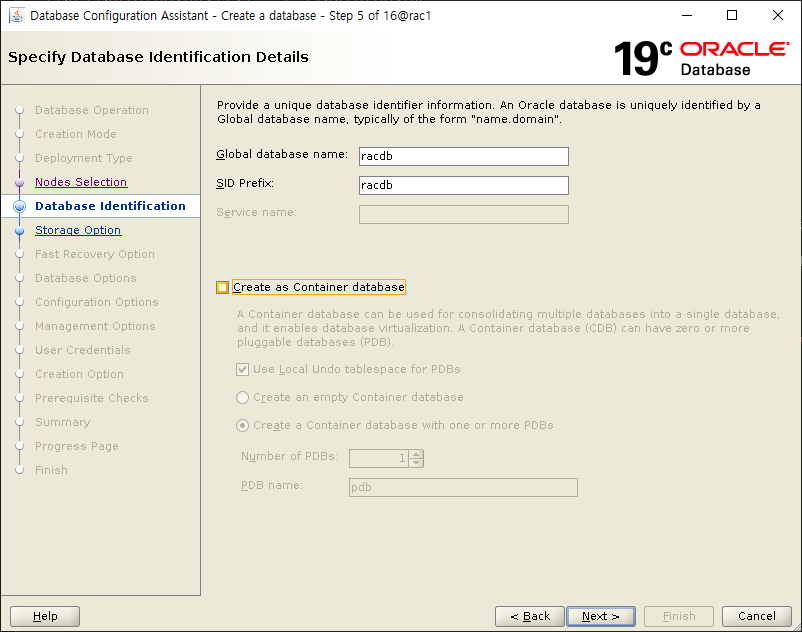 Database Configuration Assistant - Create a database - Step 5 of 16@rac1
Specify Database Identification Details
19c ORACLE
Database
Database Operation
Creation Mode
Deployment Type
Nodes Selection
Database Identification
Storage Option
Fast Recovery Option
Database Options
Configuration Options
Management Options
User Credentials
Creation Option
Prerequisite Checks
Summary
Progress Page
Finish
Provide a unique database identifier information. An Oracle database is uniquely identified by a
Global database name, typically of the form "name.domain".
Global database name: racdb
SID Prefix: racdb
Service name:
Create as Container database
A Container database can be used for consolidating multiple databases into a single database,
and it enables database virtualization. A Container database (CDB) can have zero or more
pluggable databases (PDB).
Use Local Undo tablespace for PDBs
Create an empty Container database
Create a Container database with one or more PDBs
Number of PDBs: 1
PDB name: pdb
Help
< Back
Next >
Finish
Cancel